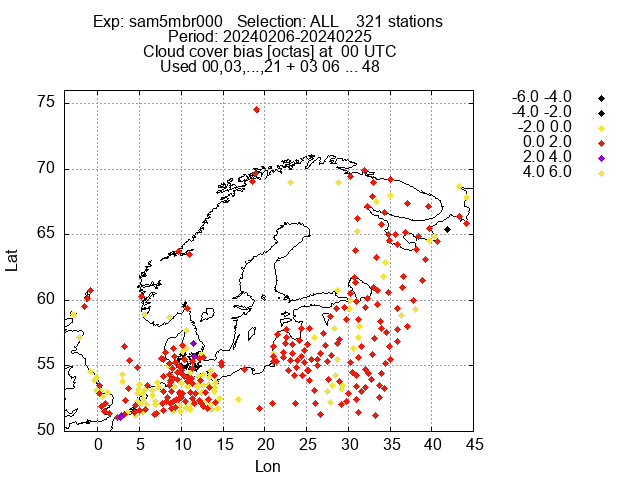 Exp: sam5mbr000 Selection: ALL 321 stations
Period: 20240206-20240225
Cloud cover bias [octas] at 00 UTC
Used 00,03,...,21 + 03 06 ... 48
-6.0 -4.0
-4.0 -2.0
-2.0 0.0
0.0 2.0
2.0 4.0
4.0 6.0
75
70
65
60
55
50
Lat
0 5 10 15 20 25 30 35 40 45
Lon